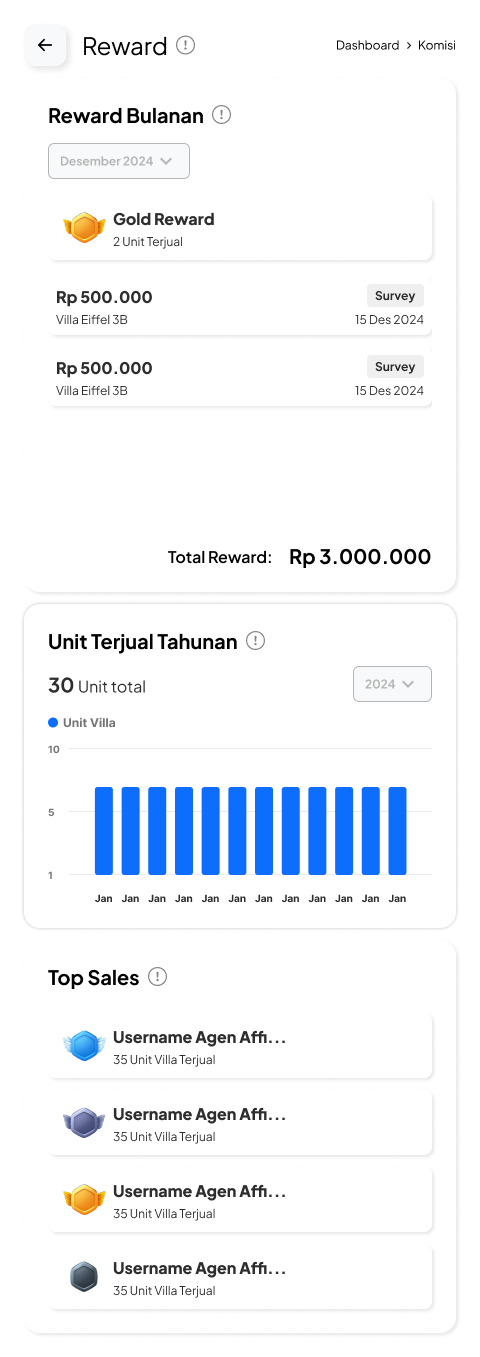 Reward
Dashboard > Komisi
Reward Bulanan
Desember 2024
Gold Reward
2 Unit Terjual
Rp 500.000 Survey
Villa Eiffel 3B 15 Des 2024
Rp 500.000 Survey
Villa Eiffel 3B 15 Des 2024
Total Reward: Rp 3.000.000
Unit Terjual Tahunan
30 Unit total 2024
Unit Villa
10
5
1
Jan Jan Jan Jan Jan Jan Jan Jan Jan Jan Jan Jan
Top Sales
Username Agen Affi...
35 Unit Villa Terjual
Username Agen Affi...
35 Unit Villa Terjual
Username Agen Affi...
35 Unit Villa Terjual
Username Agen Affi...
35 Unit Villa Terjual